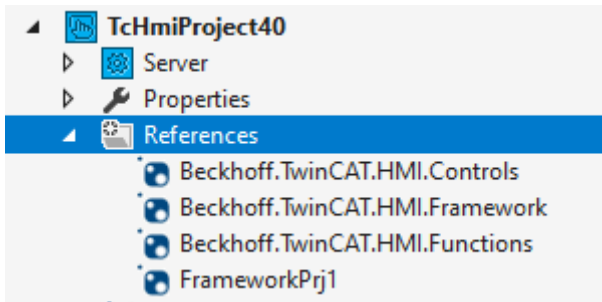 TcHmiProject40
Server
Properties
References
Beckhoff.TwinCAT.HMI.Controls
Beckhoff.TwinCAT.HMI.Framework
Beckhoff.TwinCAT.HMI.Functions
FrameworkPrj1